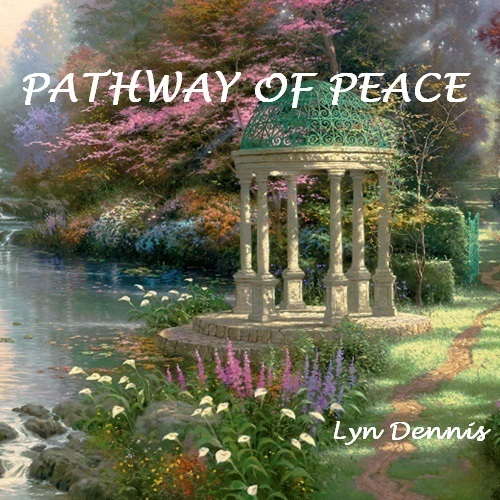 PATHWAY OF PEACE
Lyn Dennis